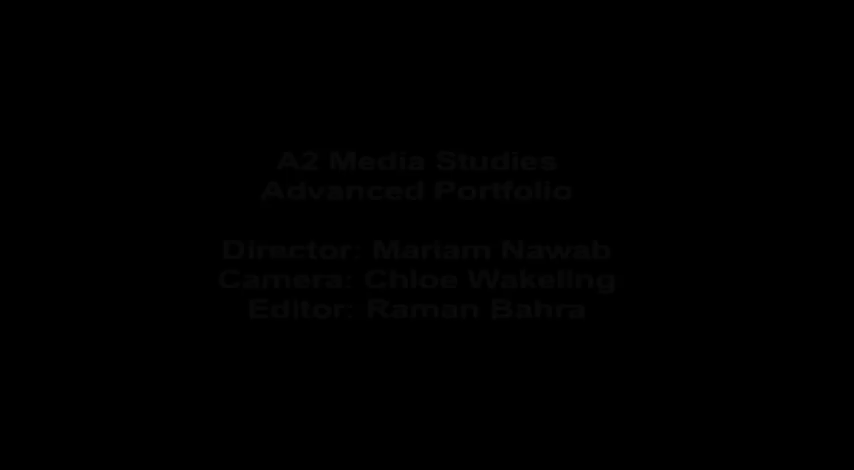 A2 Media Studies
Advanced Portfolio
Director: Mariam Nawab
Camera: Chloe Wakeling
Editor: Raman Bahra